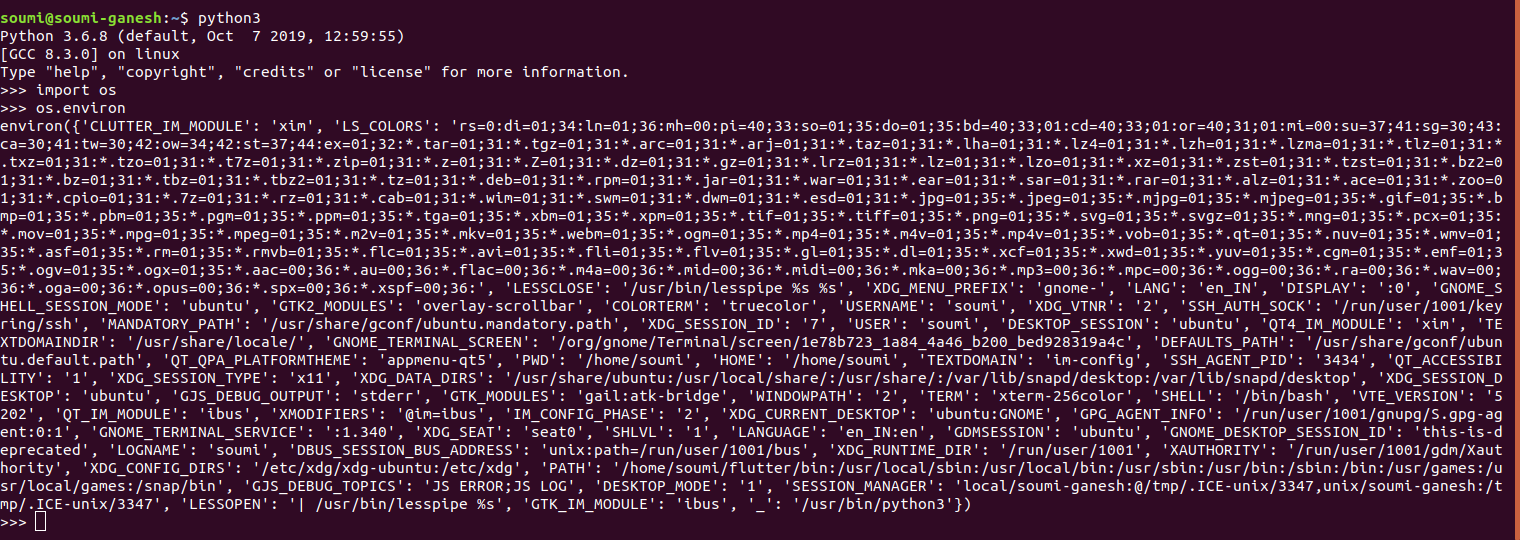 soumi@soumi-ganesh:~$ python3
Python 3.6.8 (default, Oct  7 2019, 12:59:55)
[GCC 8.3.0] on linux
Type "help", "copyright", "credits" or "license" for more information.
>>> import os
>>> os.environ
environ({'CLUTTER_IM_MODULE': 'xim', 'LS_COLORS': 'rs=0:di=01;34:ln=01;36:mh=00:pi=40;33:so=01;35:do=01;35:bd=40;33;01:cd=40;33;01:or=40;31;01:mi=00:su=37;41:sg=30;43:
ca=30;41:tw=30;42:ow=34;42:st=37;44:ex=01;32:*.tar=01;31:*.tgz=01;31:*.arc=01;31:*.arj=01;31:*.taz=01;31:*.lha=01;31:*.lz4=01;31:*.lzh=01;31:*.lzma=01;31:*.tlz=01;31:*
.txz=01;31:*.tzo=01;31:*.t7z=01;31:*.zip=01;31:*.z=01;31:*.Z=01;31:*.dz=01;31:*.gz=01;31:*.lrz=01;31:*.lz=01;31:*.lzo=01;31:*.xz=01;31:*.zst=01;31:*.tzst=01;31:*.bz2=0
1;31:*.bz=01;31:*.tbz=01;31:*.tbz2=01;31:*.tz=01;31:*.deb=01;31:*.rpm=01;31:*.jar=01;31:*.war=01;31:*.ear=01;31:*.sar=01;31:*.rar=01;31:*.alz=01;31:*.ace=01;31:*.zoo=0
1;31:*.cpio=01;31:*.7z=01;31:*.rz=01;31:*.cab=01;31:*.wim=01;31:*.swm=01;31:*.dwm=01;31:*.esd=01;31:*.jpg=01;35:*.jpeg=01;35:*.mjpg=01;35:*.mjpeg=01;35:*.gif=01;35:*.b
mp=01;35:*.pbm=01;35:*.pgm=01;35:*.ppm=01;35:*.tga=01;35:*.xbm=01;35:*.xpm=01;35:*.tif=01;35:*.tiff=01;35:*.png=01;35:*.svg=01;35:*.svgz=01;35:*.mng=01;35:*.pcx=01;35:
*.mov=01;35:*.mpg=01;35:*.mpeg=01;35:*.m2v=01;35:*.mkv=01;35:*.webm=01;35:*.ogm=01;35:*.mp4=01;35:*.m4v=01;35:*.mp4v=01;35:*.vob=01;35:*.qt=01;35:*.nuv=01;35:*.wmv=01;
35:*.asf=01;35:*.rm=01;35:*.rmvb=01;35:*.flc=01;35:*.avi=01;35:*.fli=01;35:*.flv=01;35:*.gl=01;35:*.dl=01;35:*.xcf=01;35:*.xwd=01;35:*.yuv=01;35:*.cgm=01;35:*.emf=01;3
5:*.ogv=01;35:*.ogx=01;35:*.aac=00;36:*.au=00;36:*.flac=00;36:*.m4a=00;36:*.mid=00;36:*.midi=00;36:*.mka=00;36:*.mp3=00;36:*.mpc=00;36:*.ogg=00;36:*.ra=00;36:*.wav=00;
36:*.oga=00;36:*.opus=00;36:*.spx=00;36:*.xspf=00;36:', 'LESSCLOSE': '/usr/bin/lesspipe %s %s', 'XDG_MENU_PREFIX': 'gnome-', 'LANG': 'en_IN', 'DISPLAY': ':0', 'GNOME_S
HELL_SESSION_MODE': 'ubuntu', 'GTK2_MODULES': 'overlay-scrollbar', 'COLORTERM': 'truecolor', 'USERNAME': 'soumi', 'XDG_VTNR': '2', 'SSH_AUTH_SOCK': '/run/user/1001/key
ring/ssh', 'MANDATORY_PATH': '/usr/share/gconf/ubuntu.mandatory.path', 'XDG_SESSION_ID': '7', 'USER': 'soumi', 'DESKTOP_SESSION': 'ubuntu', 'QT4_IM_MODULE': 'xim', 'TE
XTDOMAINDIR': '/usr/share/locale/', 'GNOME_TERMINAL_SCREEN': '/org/gnome/Terminal/screen/1e78b723_1a84_4a46_b200_bed928319a4c', 'DEFAULTS_PATH': '/usr/share/gconf/ubun
tu.default.path', 'QT_QPA_PLATFORMTHEME': 'appmenu-qt5', 'PWD': '/home/soumi', 'HOME': '/home/soumi', 'TEXTDOMAIN': 'im-config', 'SSH_AGENT_PID': '3434', 'QT_ACCESSIBI
LITY': '1', 'XDG_SESSION_TYPE': 'x11', 'XDG_DATA_DIRS': '/usr/share/ubuntu:/usr/local/share/:/usr/share/:/var/lib/snapd/desktop:/var/lib/snapd/desktop', 'XDG_SESSION_D
ESKTOP': 'ubuntu', 'GJS_DEBUG_OUTPUT': 'stderr', 'GTK_MODULES': 'gail:atk-bridge', 'WINDOWPATH': '2', 'TERM': 'xterm-256color', 'SHELL': '/bin/bash', 'VTE_VERSION': '5
202', 'QT_IM_MODULE': 'ibus', 'XMODIFIERS': '@im=ibus', 'IM_CONFIG_PHASE': '2', 'XDG_CURRENT_DESKTOP': 'ubuntu:GNOME', 'GPG_AGENT_INFO': '/run/user/1001/gnupg/S.gpg-ag
ent:0:1', 'GNOME_TERMINAL_SERVICE': ':1.340', 'XDG_SEAT': 'seat0', 'SHLVL': '1', 'LANGUAGE': 'en_IN:en', 'GDMSESSION': 'ubuntu', 'GNOME_DESKTOP_SESSION_ID': 'this-is-d
eprecated', 'LOGNAME': 'soumi', 'DBUS_SESSION_BUS_ADDRESS': 'unix:path=/run/user/1001/bus', 'XDG_RUNTIME_DIR': '/run/user/1001', 'XAUTHORITY': '/run/user/1001/gdm/Xaut
hority', 'XDG_CONFIG_DIRS': '/etc/xdg/xdg-ubuntu:/etc/xdg', 'PATH': '/home/soumi/flutter/bin:/usr/local/sbin:/usr/local/bin:/usr/sbin:/usr/bin:/sbin:/bin:/usr/games:/u
sr/local/games:/snap/bin', 'GJS_DEBUG_TOPICS': 'JS ERROR;JS LOG', 'DESKTOP_MODE': '1', 'SESSION_MANAGER': 'local/soumi-ganesh:@/tmp/.ICE-unix/3347,unix/soumi-ganesh:/t
mp/.ICE-unix/3347', 'LESSOPEN': '| /usr/bin/lesspipe %s', 'GTK_IM_MODULE': 'ibus', '_': '/usr/bin/python3'})
>>>